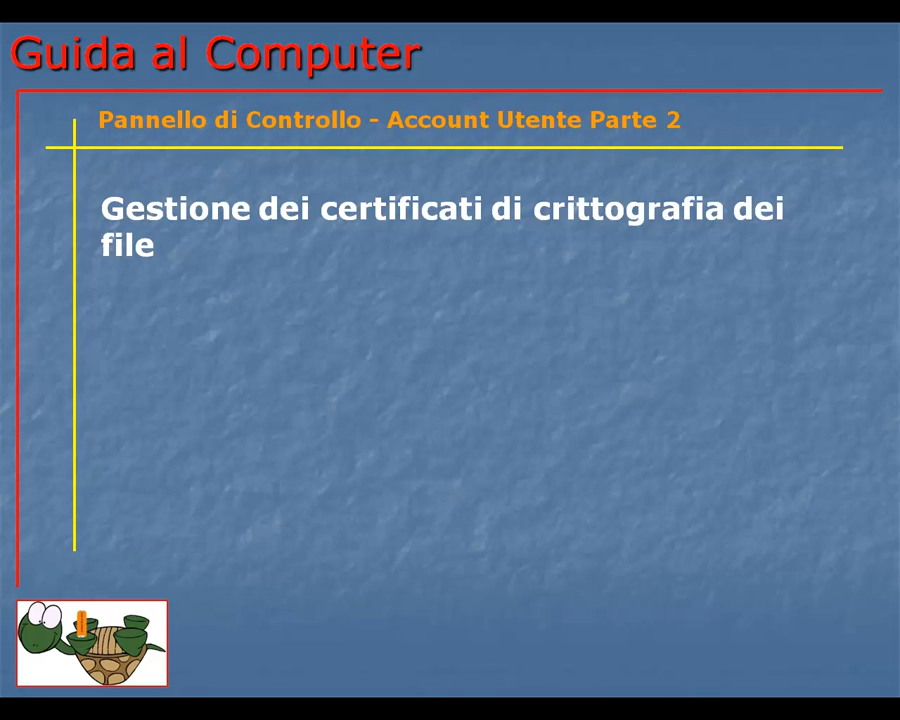 Guida al Computer
Pannello di Controllo - Account Utente Parte 2
Gestione dei certificati di crittografia dei
file